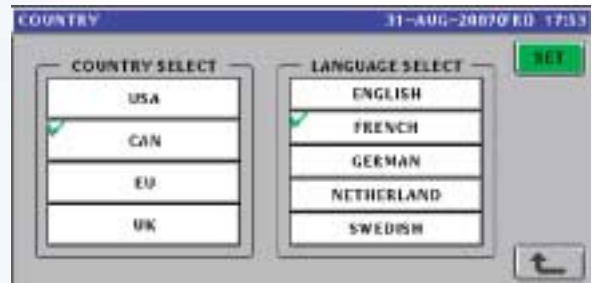 COUNTRY 31-AUG-2007(FRI) 17:53
SET
COUNTRY SELECT
USA
CAN
EU
UK
LANGUAGE SELECT
ENGLISH
FRENCH
GERMAN
NETHERLAND
SWEDISH